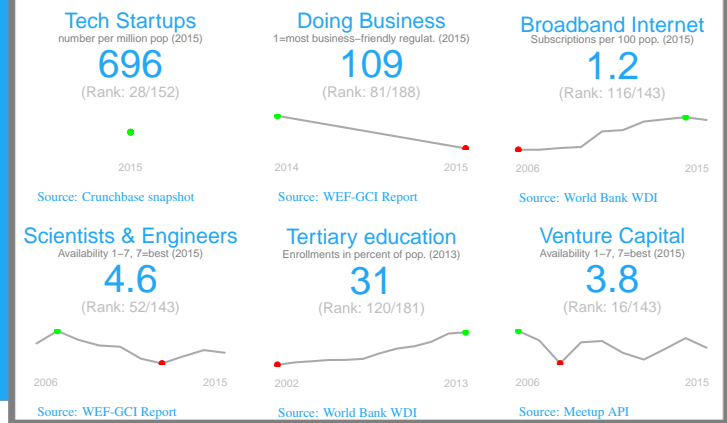 Tech Startups
number per million pop (2015)
696
(Rank: 28/152)
2015
Source: Crunchbase snapshot
Doing Business
1=most business−friendly regulat. (2015)
109
(Rank: 81/188)
2014 2015
Source: WEF-GCI Report
Broadband Internet
Subscriptions per 100 pop. (2015)
1.2
(Rank: 116/143)
2006 2015
Source: World Bank WDI
Scientists & Engineers
Availability 1−7, 7=best (2015)
4.6
(Rank: 52/143)
2006 2015
Source: WEF-GCI Report
Tertiary education
Enrollments in percent of pop. (2013)
31
(Rank: 120/181)
2002 2013
Source: World Bank WDI
Venture Capital
Availability 1−7, 7=best (2015)
3.8
(Rank: 16/143)
2006 2015
Source: Meetup API